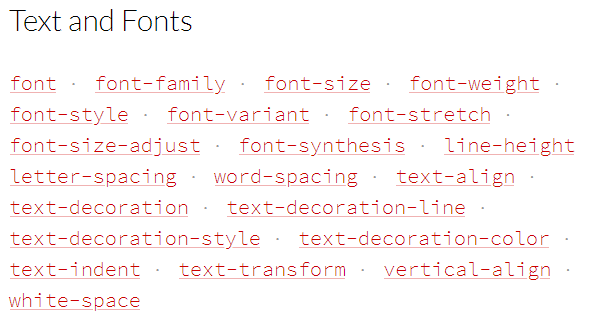 Text and Fonts
font · font-family · font-size · font-weight ·
font-style · font-variant · font-stretch ·
font-size-adjust · font-synthesis · line-height
letter-spacing · word-spacing · text-align ·
text-decoration · text-decoration-line ·
text-decoration-style · text-decoration-color ·
text-indent · text-transform · vertical-align ·
white-space